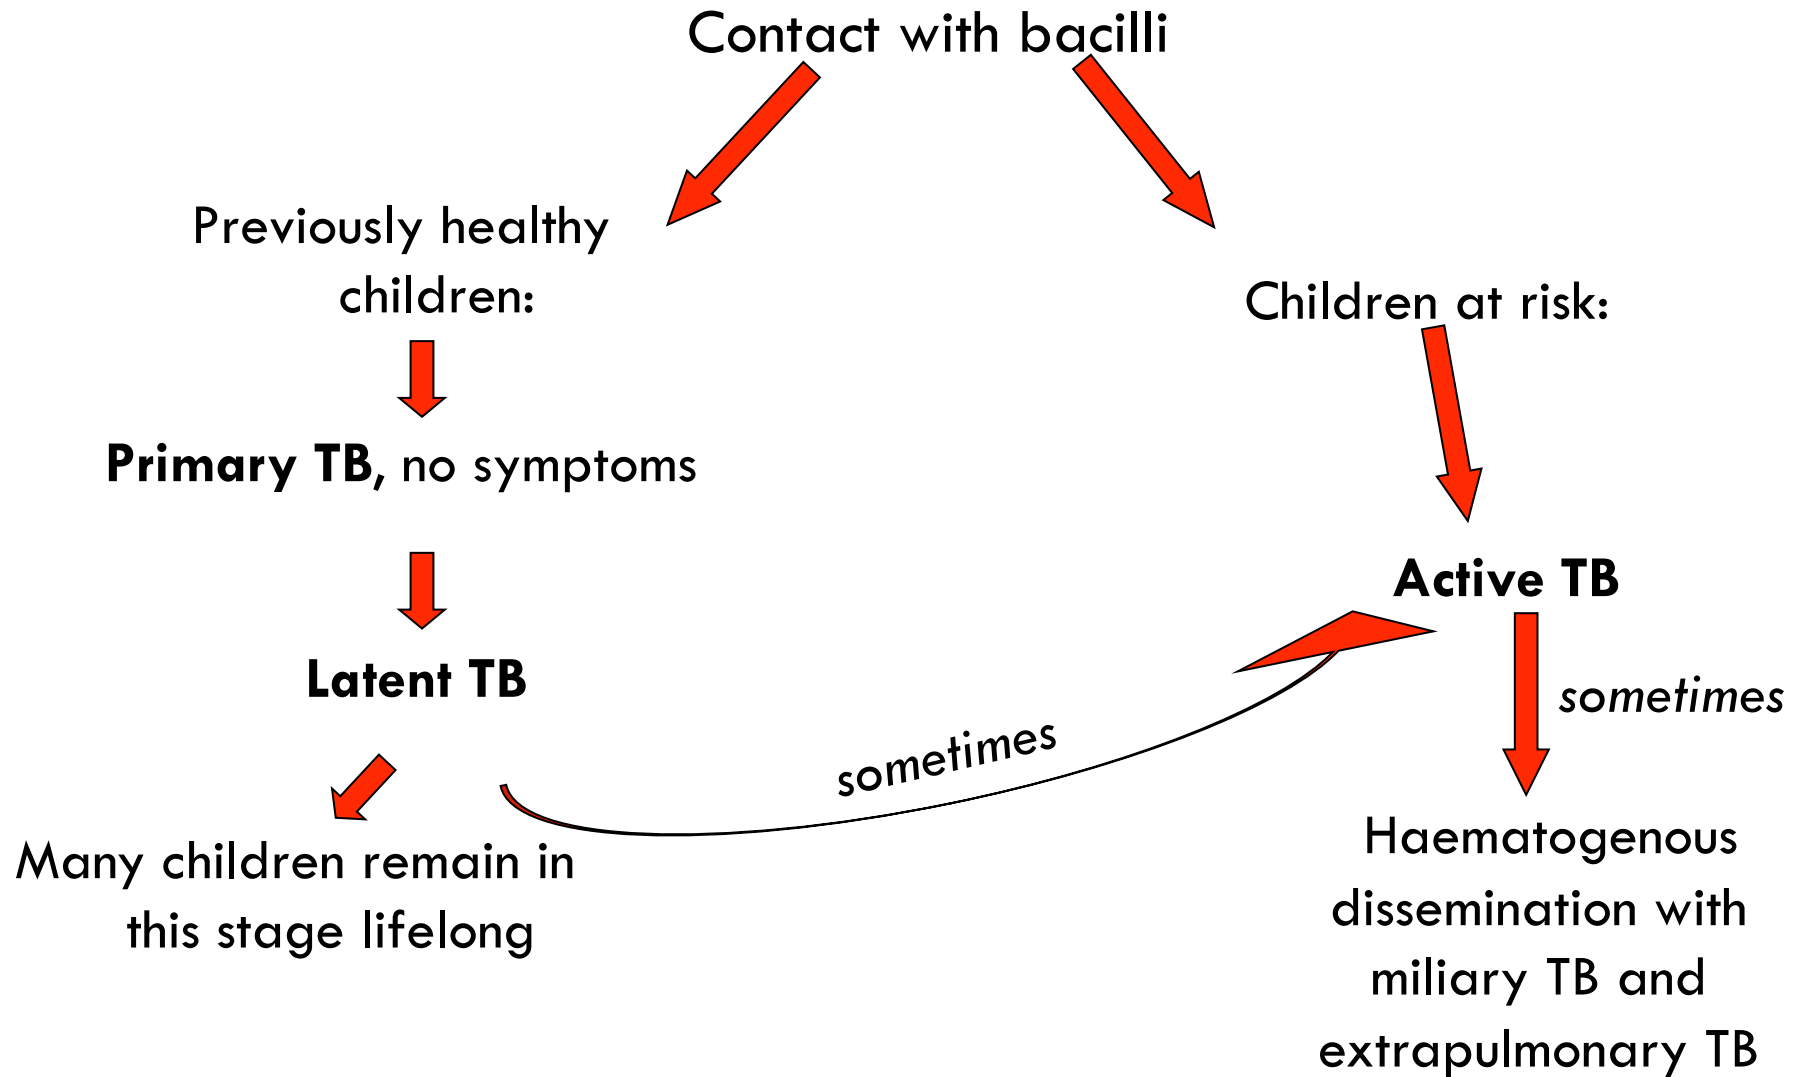 Contact with bacilli
Previously healthy
children:
Primary TB, no symptoms
Latent TB
Many children remain in
this stage lifelong
sometimes
Children at risk:
Active TB
sometimes
Haematogenous
dissemination with
miliary TB and
extrapulmonary TB